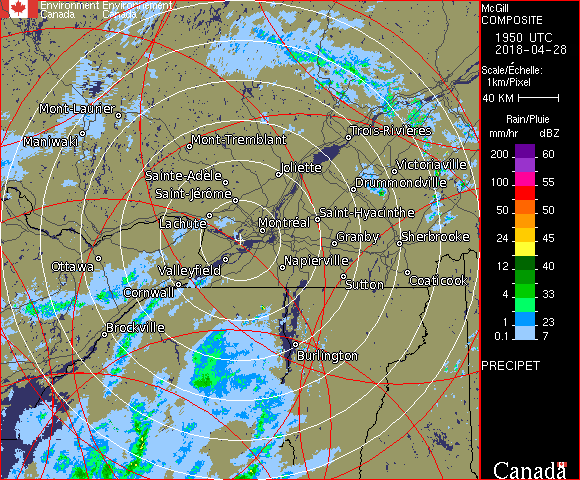 Environment Environnement
Canada Canada
McGill
COMPOSITE
1950 UTC
2018-04-28
Scale/Échelle:
1km/Pixel
40 KM
Rain/Pluie
mm/hr dBZ
200 60
100 55
50 50
24 45
12 40
4 33
1 23
0.1 7
PRECIPET
Canada
Mont-Laurier
Maniwaki
Mont-Tremblant
Trois-Rivières
Joliette
Victoriaville
Sainte-Adèle
Drummondville
Saint-Jérôme
Lachute
Saint-Hyacinthe
Montréal
Granby
Sherbrooke
Ottawa
Valleyfield
Napierville
Cornwall
Sutton
Coaticook
Brockville
Burlington